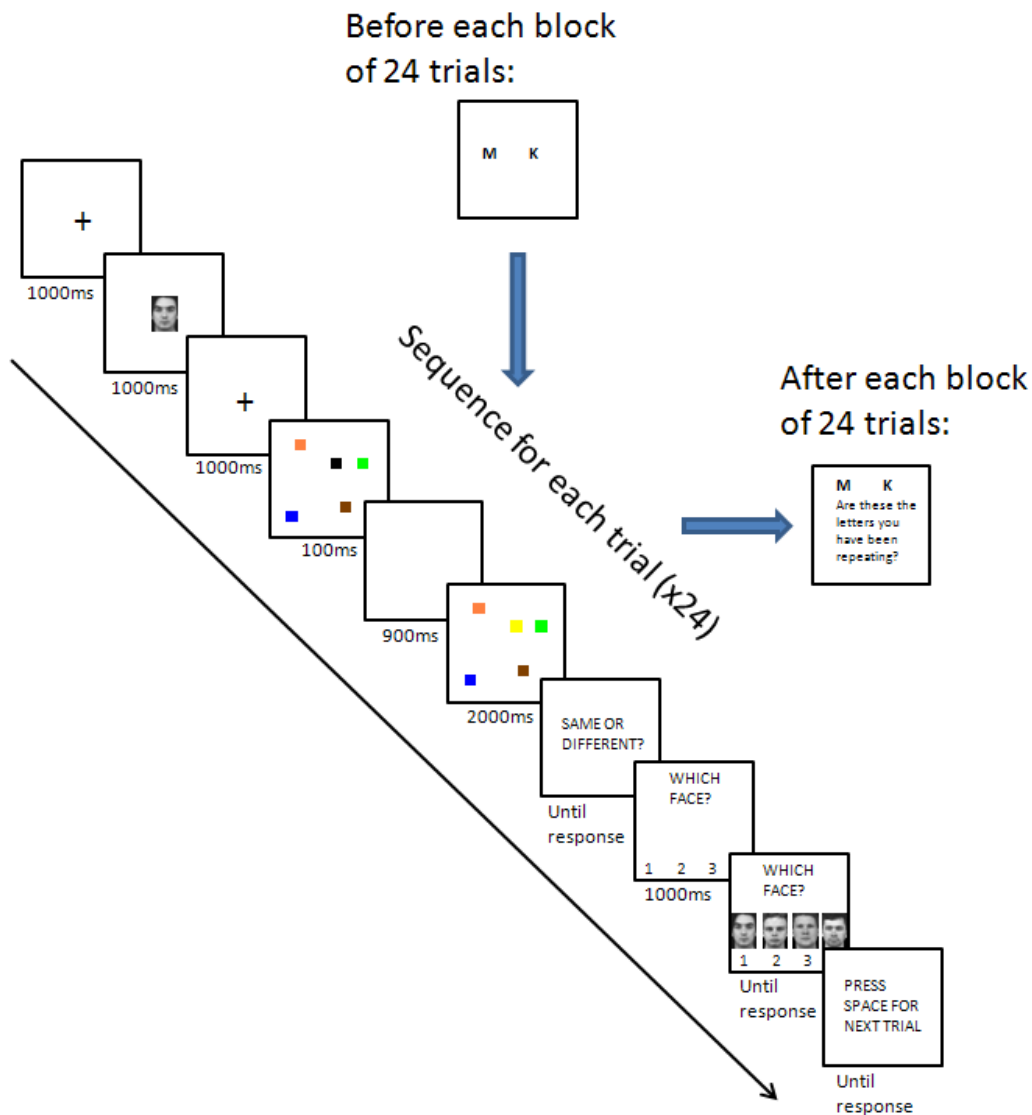 Before each block
of 24 trials:
M K
+
1000ms
1000ms
+
1000ms
100ms
900ms
2000ms
Sequence for each trial (x24)
After each block
of 24 trials:
M K
Are these the
letters you
have been
repeating?
SAME OR
DIFFERENT?
Until
response
WHICH
FACE?
1 2 3
1000ms
WHICH
FACE?
1 2 3
Until
response
PRESS
SPACE FOR
NEXT TRIAL
Until
response